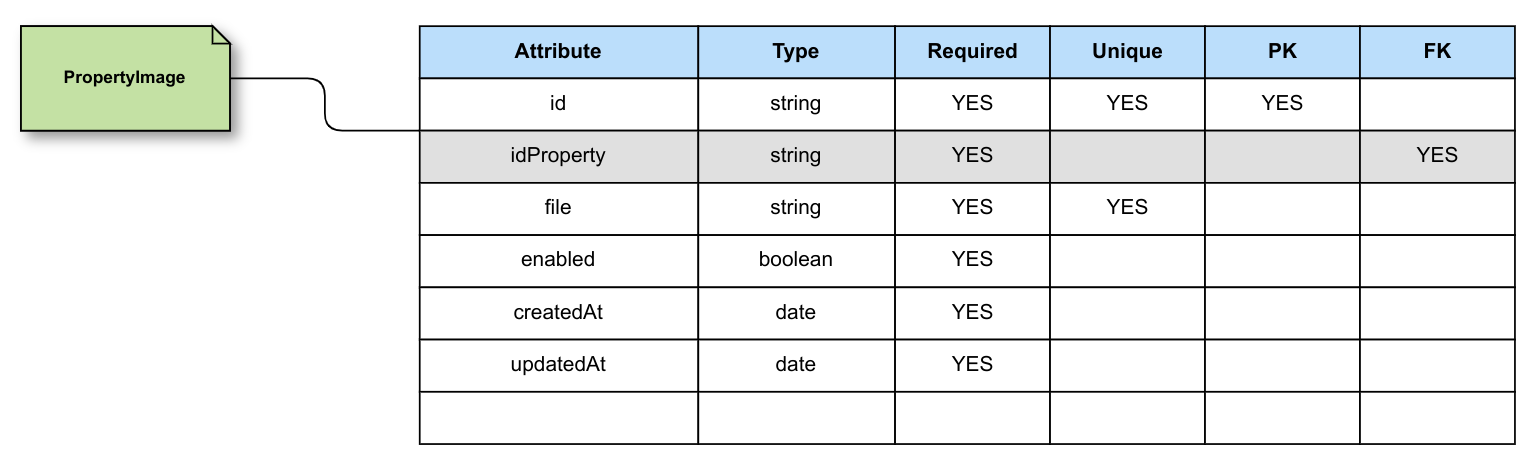 PropertyImage
Attribute Type Required Unique PK FK
id string YES YES YES
idProperty string YES YES
file string YES YES
enabled boolean YES
createdAt date YES
updatedAt date YES